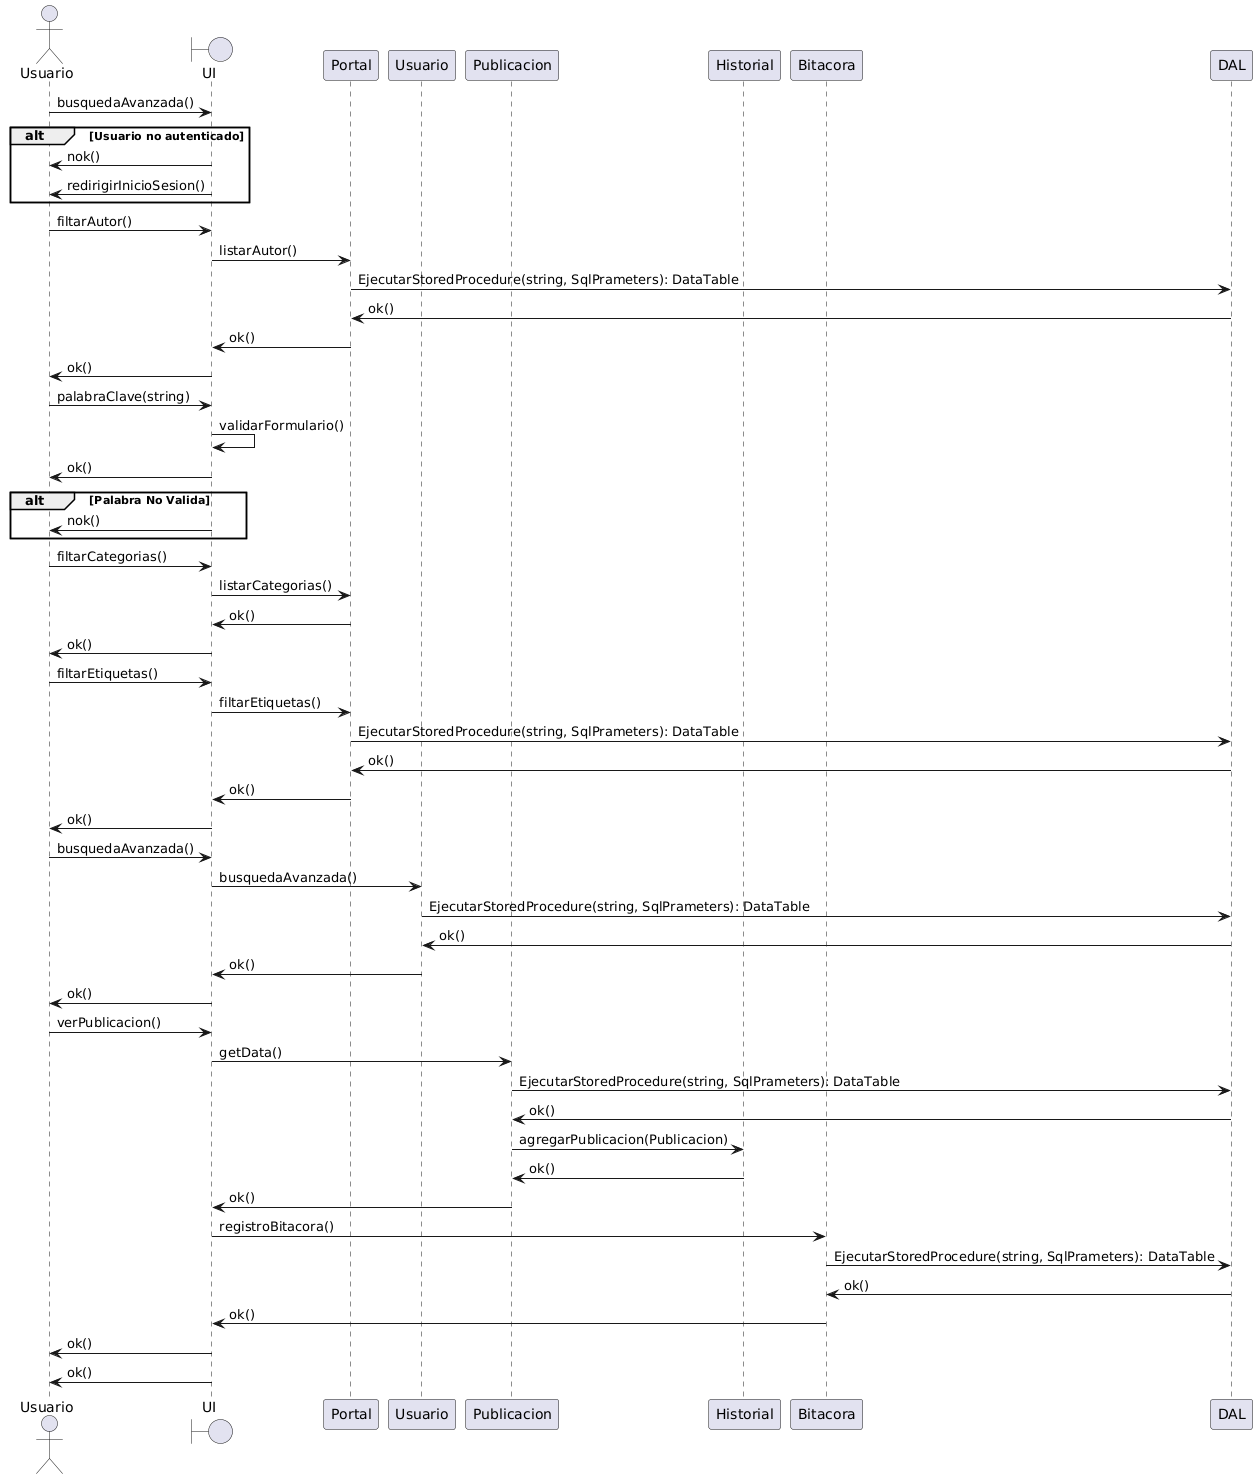 Usuario
UI
Portal
Usuario
Publicacion
Historial
Bitacora
DAL
busquedaAvanzada()
alt [Usuario no autenticado]
nok()
redirigirInicioSesion()
filtarAutor()
listarAutor()
EjecutarStoredProcedure(string, SqlPrameters): DataTable
ok()
ok()
ok()
palabraClave(string)
validarFormulario()
ok()
alt [Palabra No Valida]
nok()
filtarCategorias()
listarCategorias()
ok()
ok()
filtarEtiquetas()
filtarEtiquetas()
EjecutarStoredProcedure(string, SqlPrameters): DataTable
ok()
ok()
ok()
busquedaAvanzada()
busquedaAvanzada()
EjecutarStoredProcedure(string, SqlPrameters): DataTable
ok()
ok()
ok()
verPublicacion()
getData()
EjecutarStoredProcedure(string, SqlPrameters): DataTable
ok()
agregarPublicacion(Publicacion)
ok()
ok()
registroBitacora()
EjecutarStoredProcedure(string, SqlPrameters): DataTable
ok()
ok()
ok()
ok()
Usuario
UI
Portal
Usuario
Publicacion
Historial
Bitacora
DAL